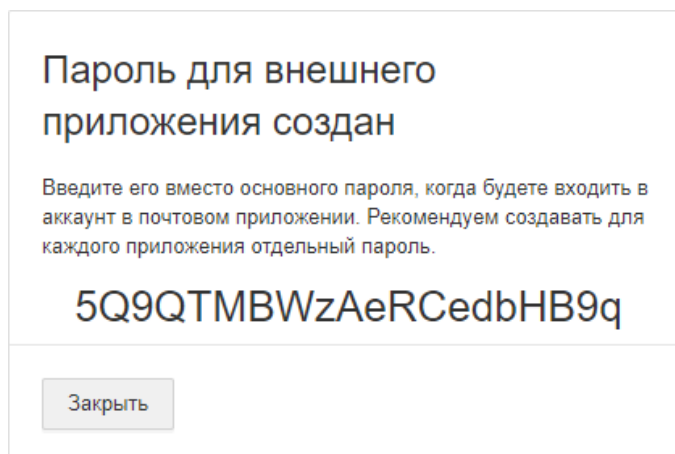 Пароль для внешнего
приложения создан
Введите его вместо основного пароля, когда будете входить в
аккаунт в почтовом приложении. Рекомендуем создавать для
каждого приложения отдельный пароль.
5Q9QTMBWzAeRCedbHB9q
Закрыть